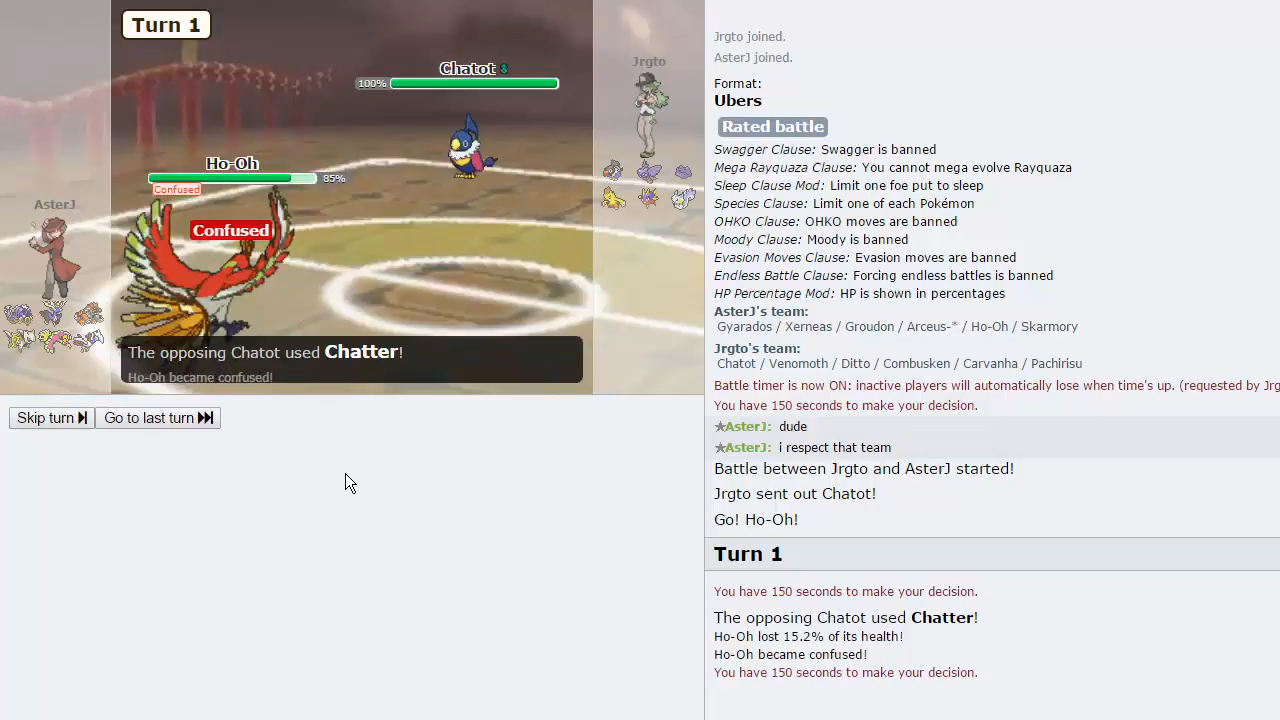 Turn 1
Chatot
100%
Jrgto
Ho-Oh
85%
Confused
Confused
AsterJ
The opposing Chatot used Chatter!
Ho-Oh became confused!
Skip turn
Go to last turn
Jrgto joined.
AsterJ joined.
Format:
Ubers
Rated battle
Swagger Clause: Swagger is banned
Mega Rayquaza Clause: You cannot mega evolve Rayquaza
Sleep Clause Mod: Limit one foe put to sleep
Species Clause: Limit one of each Pokémon
OHKO Clause: OHKO moves are banned
Moody Clause: Moody is banned
Evasion Moves Clause: Evasion moves are banned
Endless Battle Clause: Forcing endless battles is banned
HP Percentage Mod: HP is shown in percentages
AsterJ's team:
Gyarados / Xerneas / Groudon / Arceus-* / Ho-Oh / Skarmory
Jrgto's team:
Chatot / Venomoth / Ditto / Combusken / Carvanha / Pachirisu
Battle timer is now ON: inactive players will automatically lose when time's up. (requested by Jrg
You have 150 seconds to make your decision.
★AsterJ: dude
★AsterJ: i respect that team
Battle between Jrgto and AsterJ started!
Jrgto sent out Chatot!
Go! Ho-Oh!
Turn 1
You have 150 seconds to make your decision.
The opposing Chatot used Chatter!
Ho-Oh lost 15.2% of its health!
Ho-Oh became confused!
You have 150 seconds to make your decision.